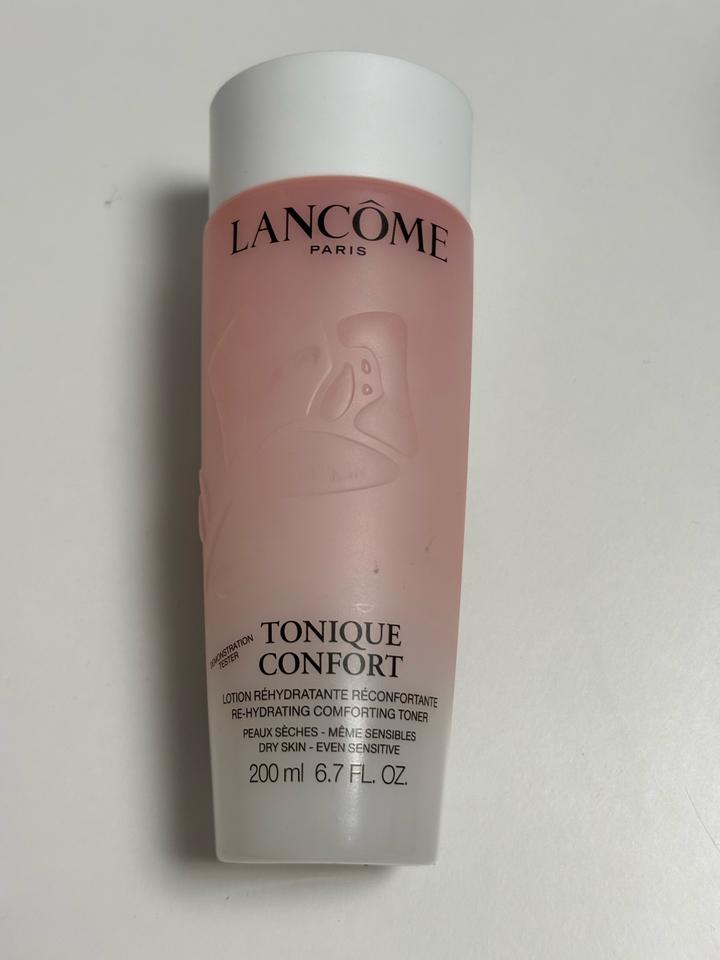 LANCÔME
PARIS
DEMONSTRATION
TESTER
TONIQUE
CONFORT
LOTION RÉHYDRATANTE RÉCONFORTANTE
RE-HYDRATING COMFORTING TONER
PEAUX SÈCHES - MÊME SENSIBLES
DRY SKIN - EVEN SENSITIVE
200 ml 6.7 FL. OZ.